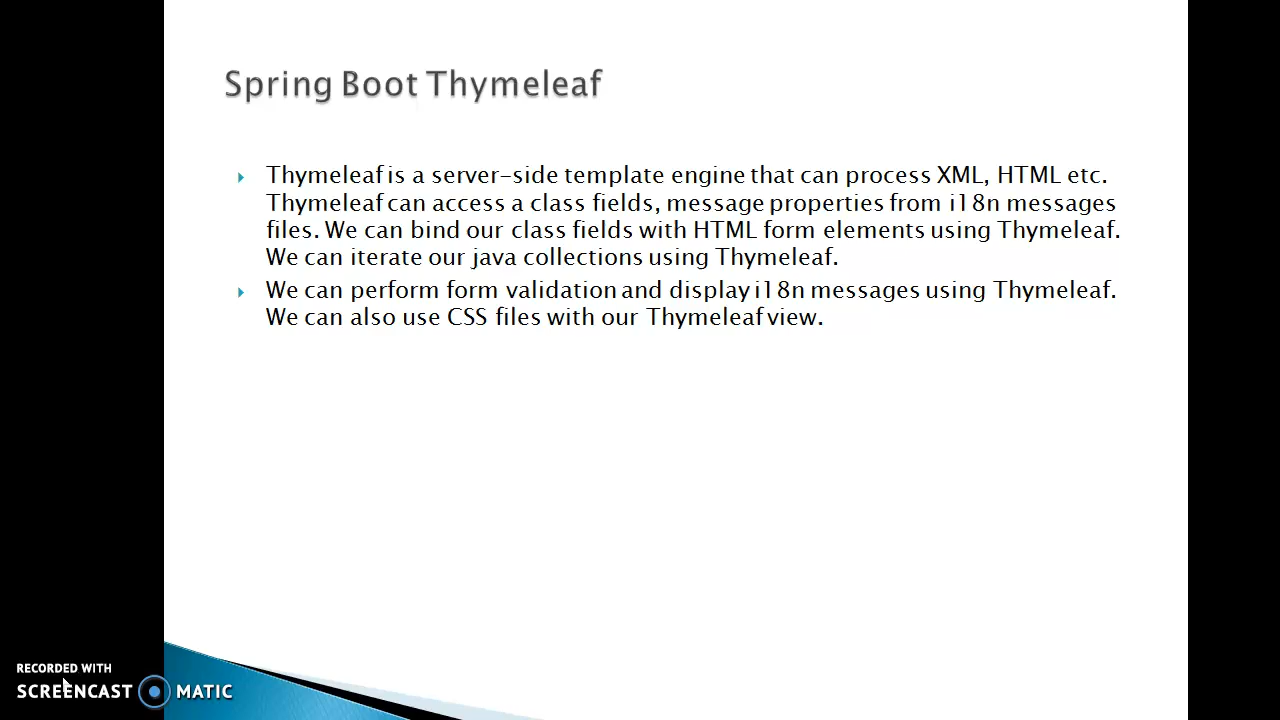 Spring Boot Thymeleaf
Thymeleaf is a server-side template engine that can process XML, HTML etc.
Thymeleaf can access a class fields, message properties from i18n messages
files. We can bind our class fields with HTML form elements using Thymeleaf.
We can iterate our java collections using Thymeleaf.
We can perform form validation and display i18n messages using Thymeleaf.
We can also use CSS files with our Thymeleaf view.
RECORDED WITH
SCREENCAST MATIC